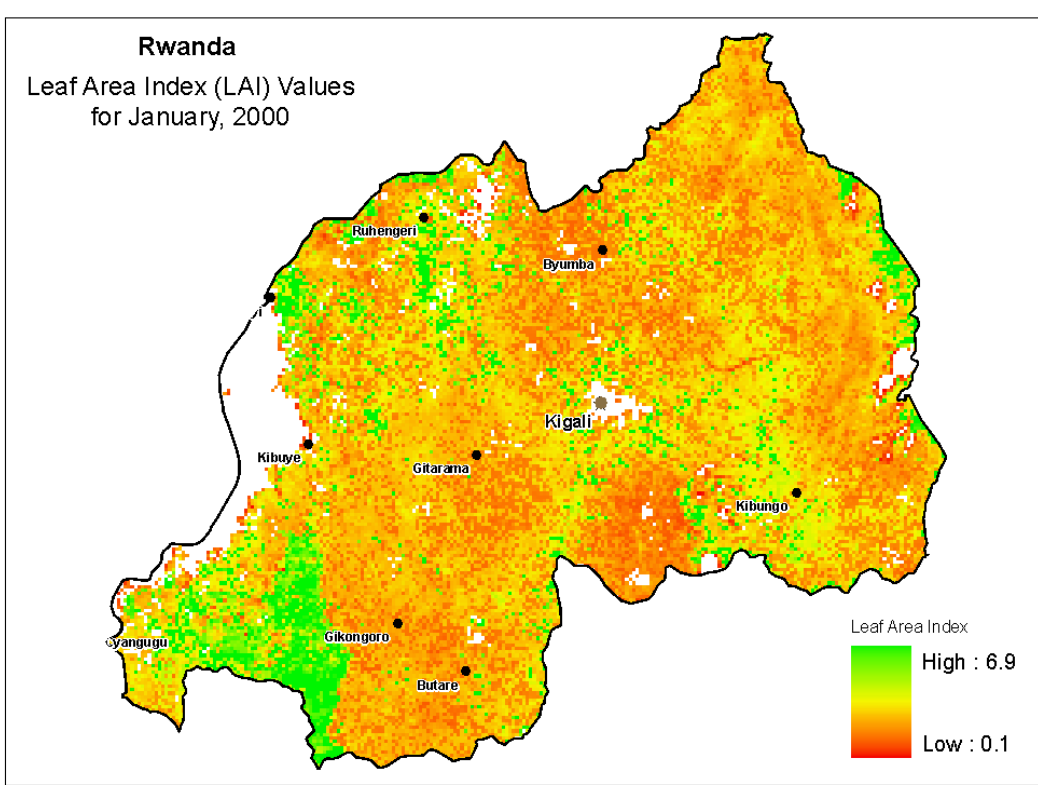 Rwanda
Leaf Area Index (LAI) Values
for January, 2000
Ruhengeri
Byumba
Kigali
Kibuye
Gitarama
Kibungo
Gikongoro
yangugu
Butare
Leaf Area Index
High : 6.9
Low : 0.1